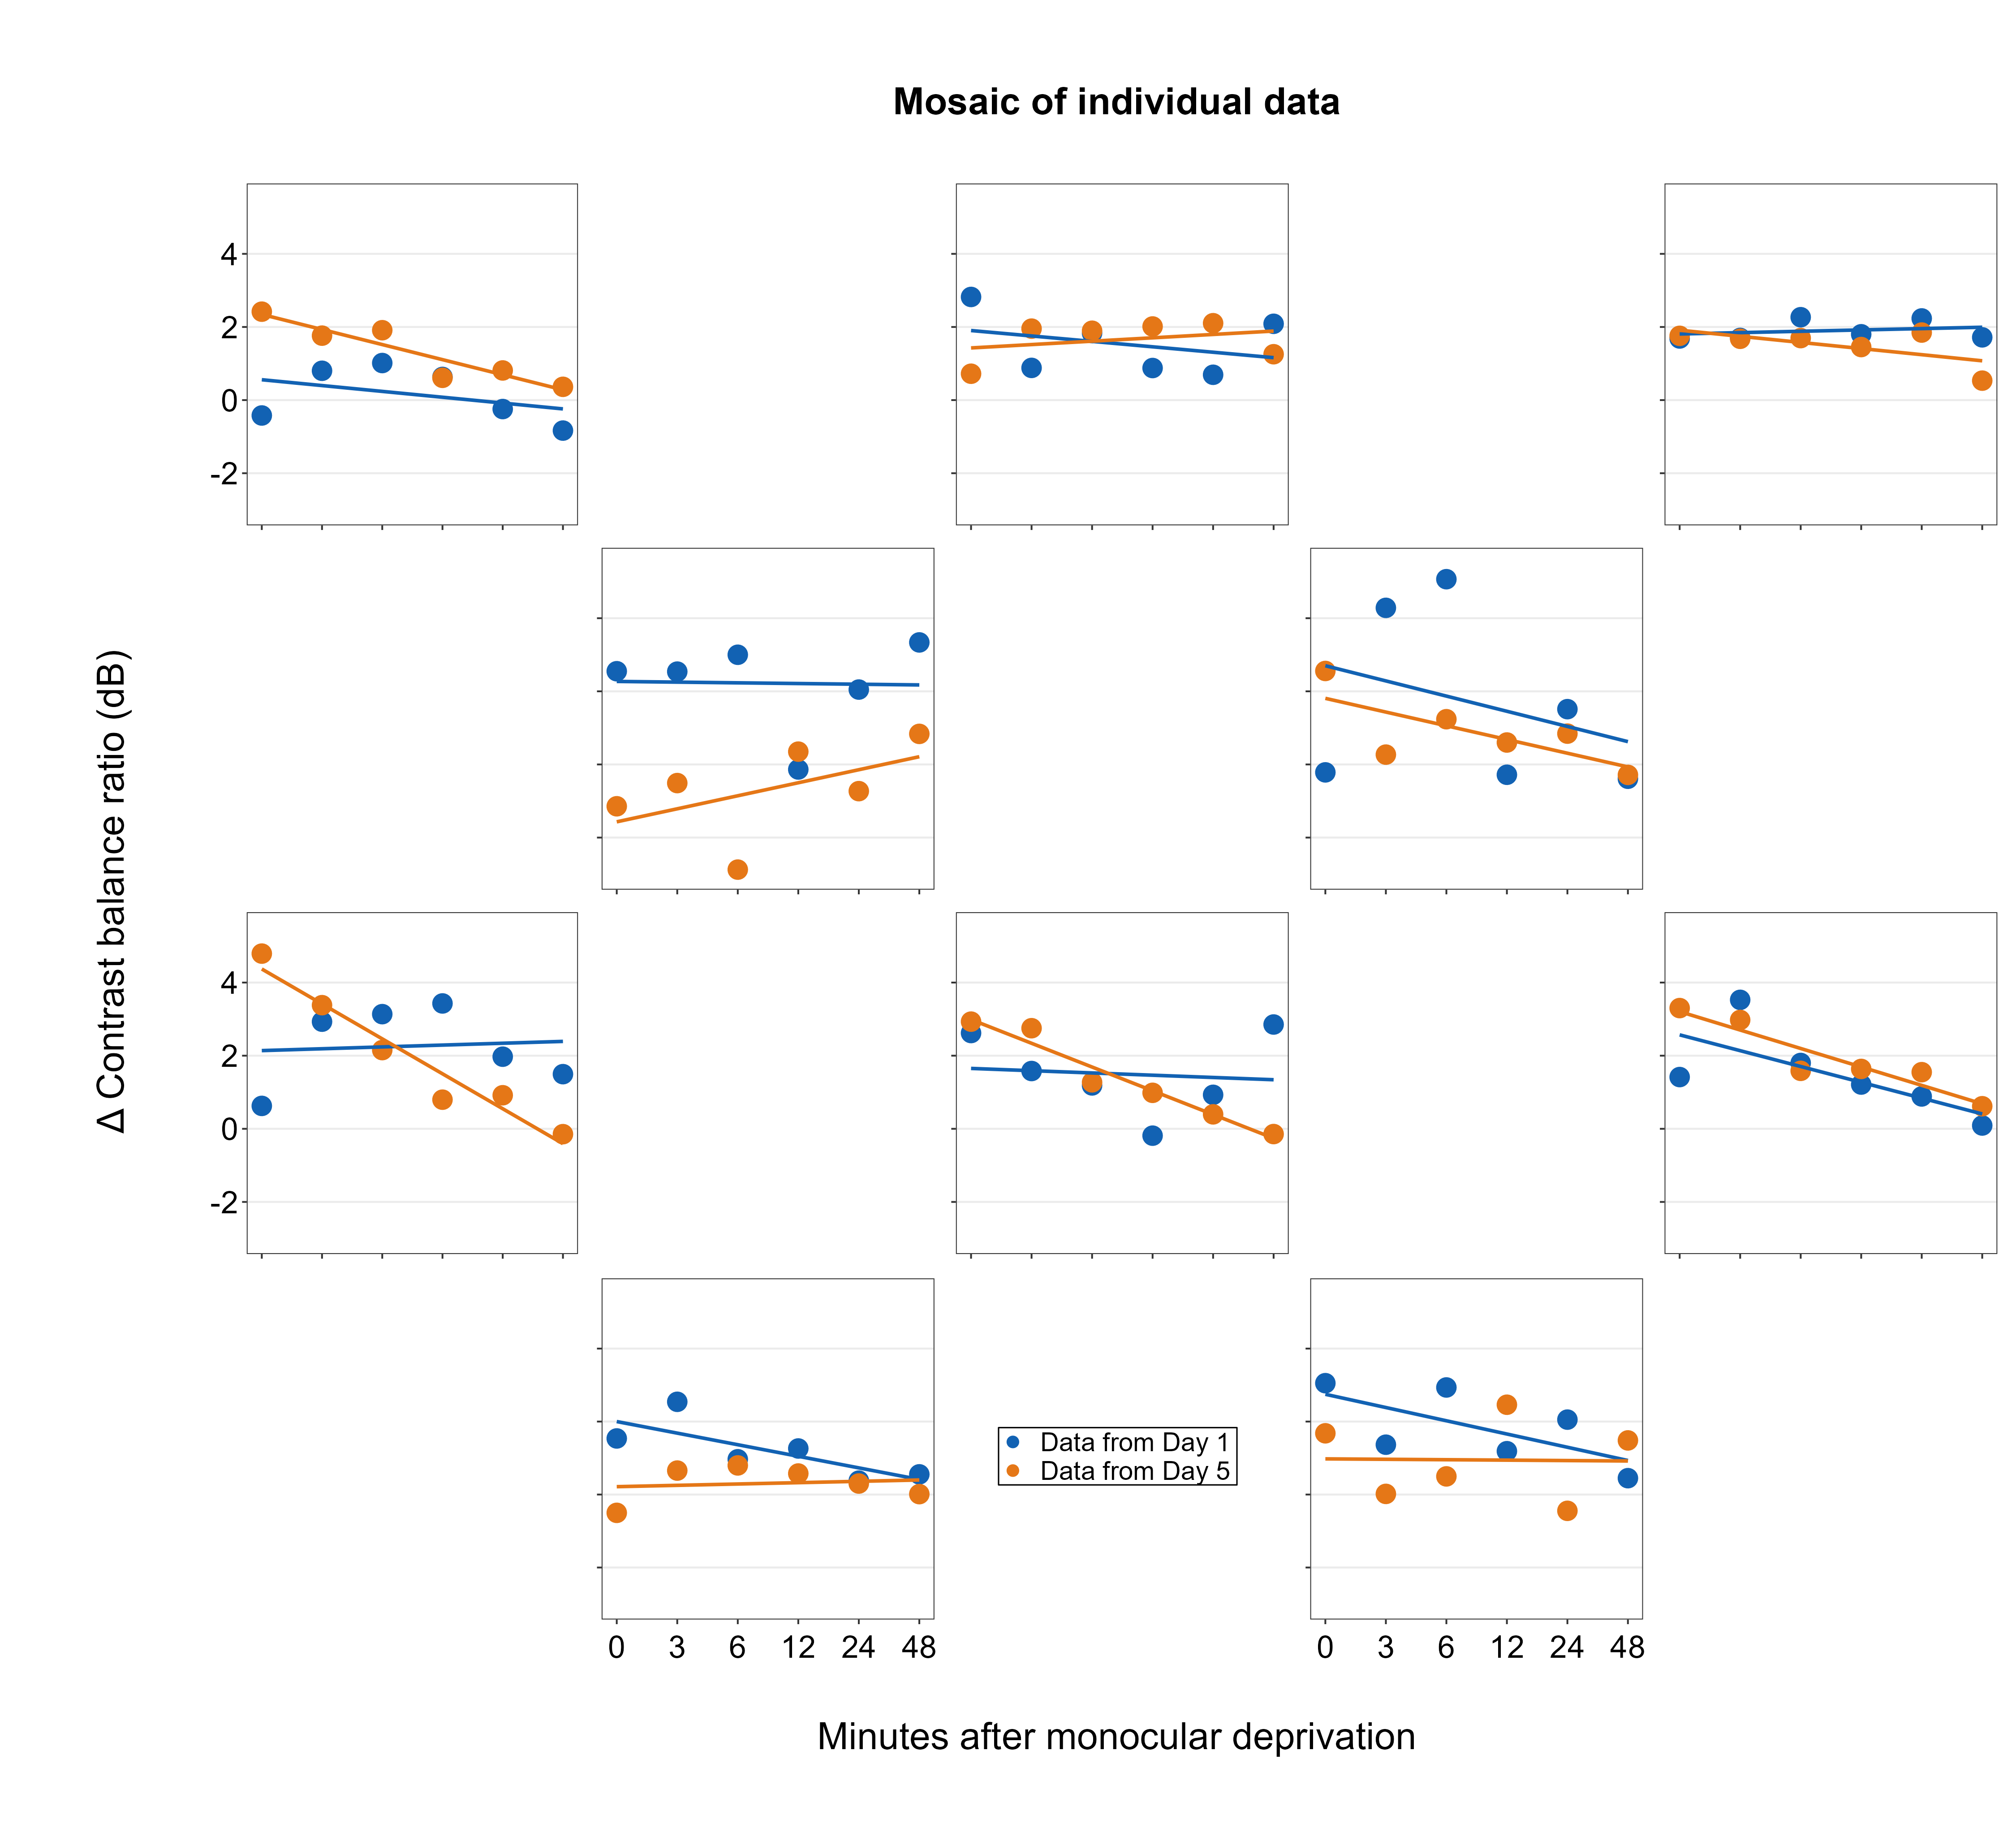 Mosaic of individual data
4
2
0
-2
Δ Contrast balance ratio (dB)
4
2
0
-2
Data from Day 1
Data from Day 5
0 3 6 12 24 48
0 3 6 12 24 48
Minutes after monocular deprivation